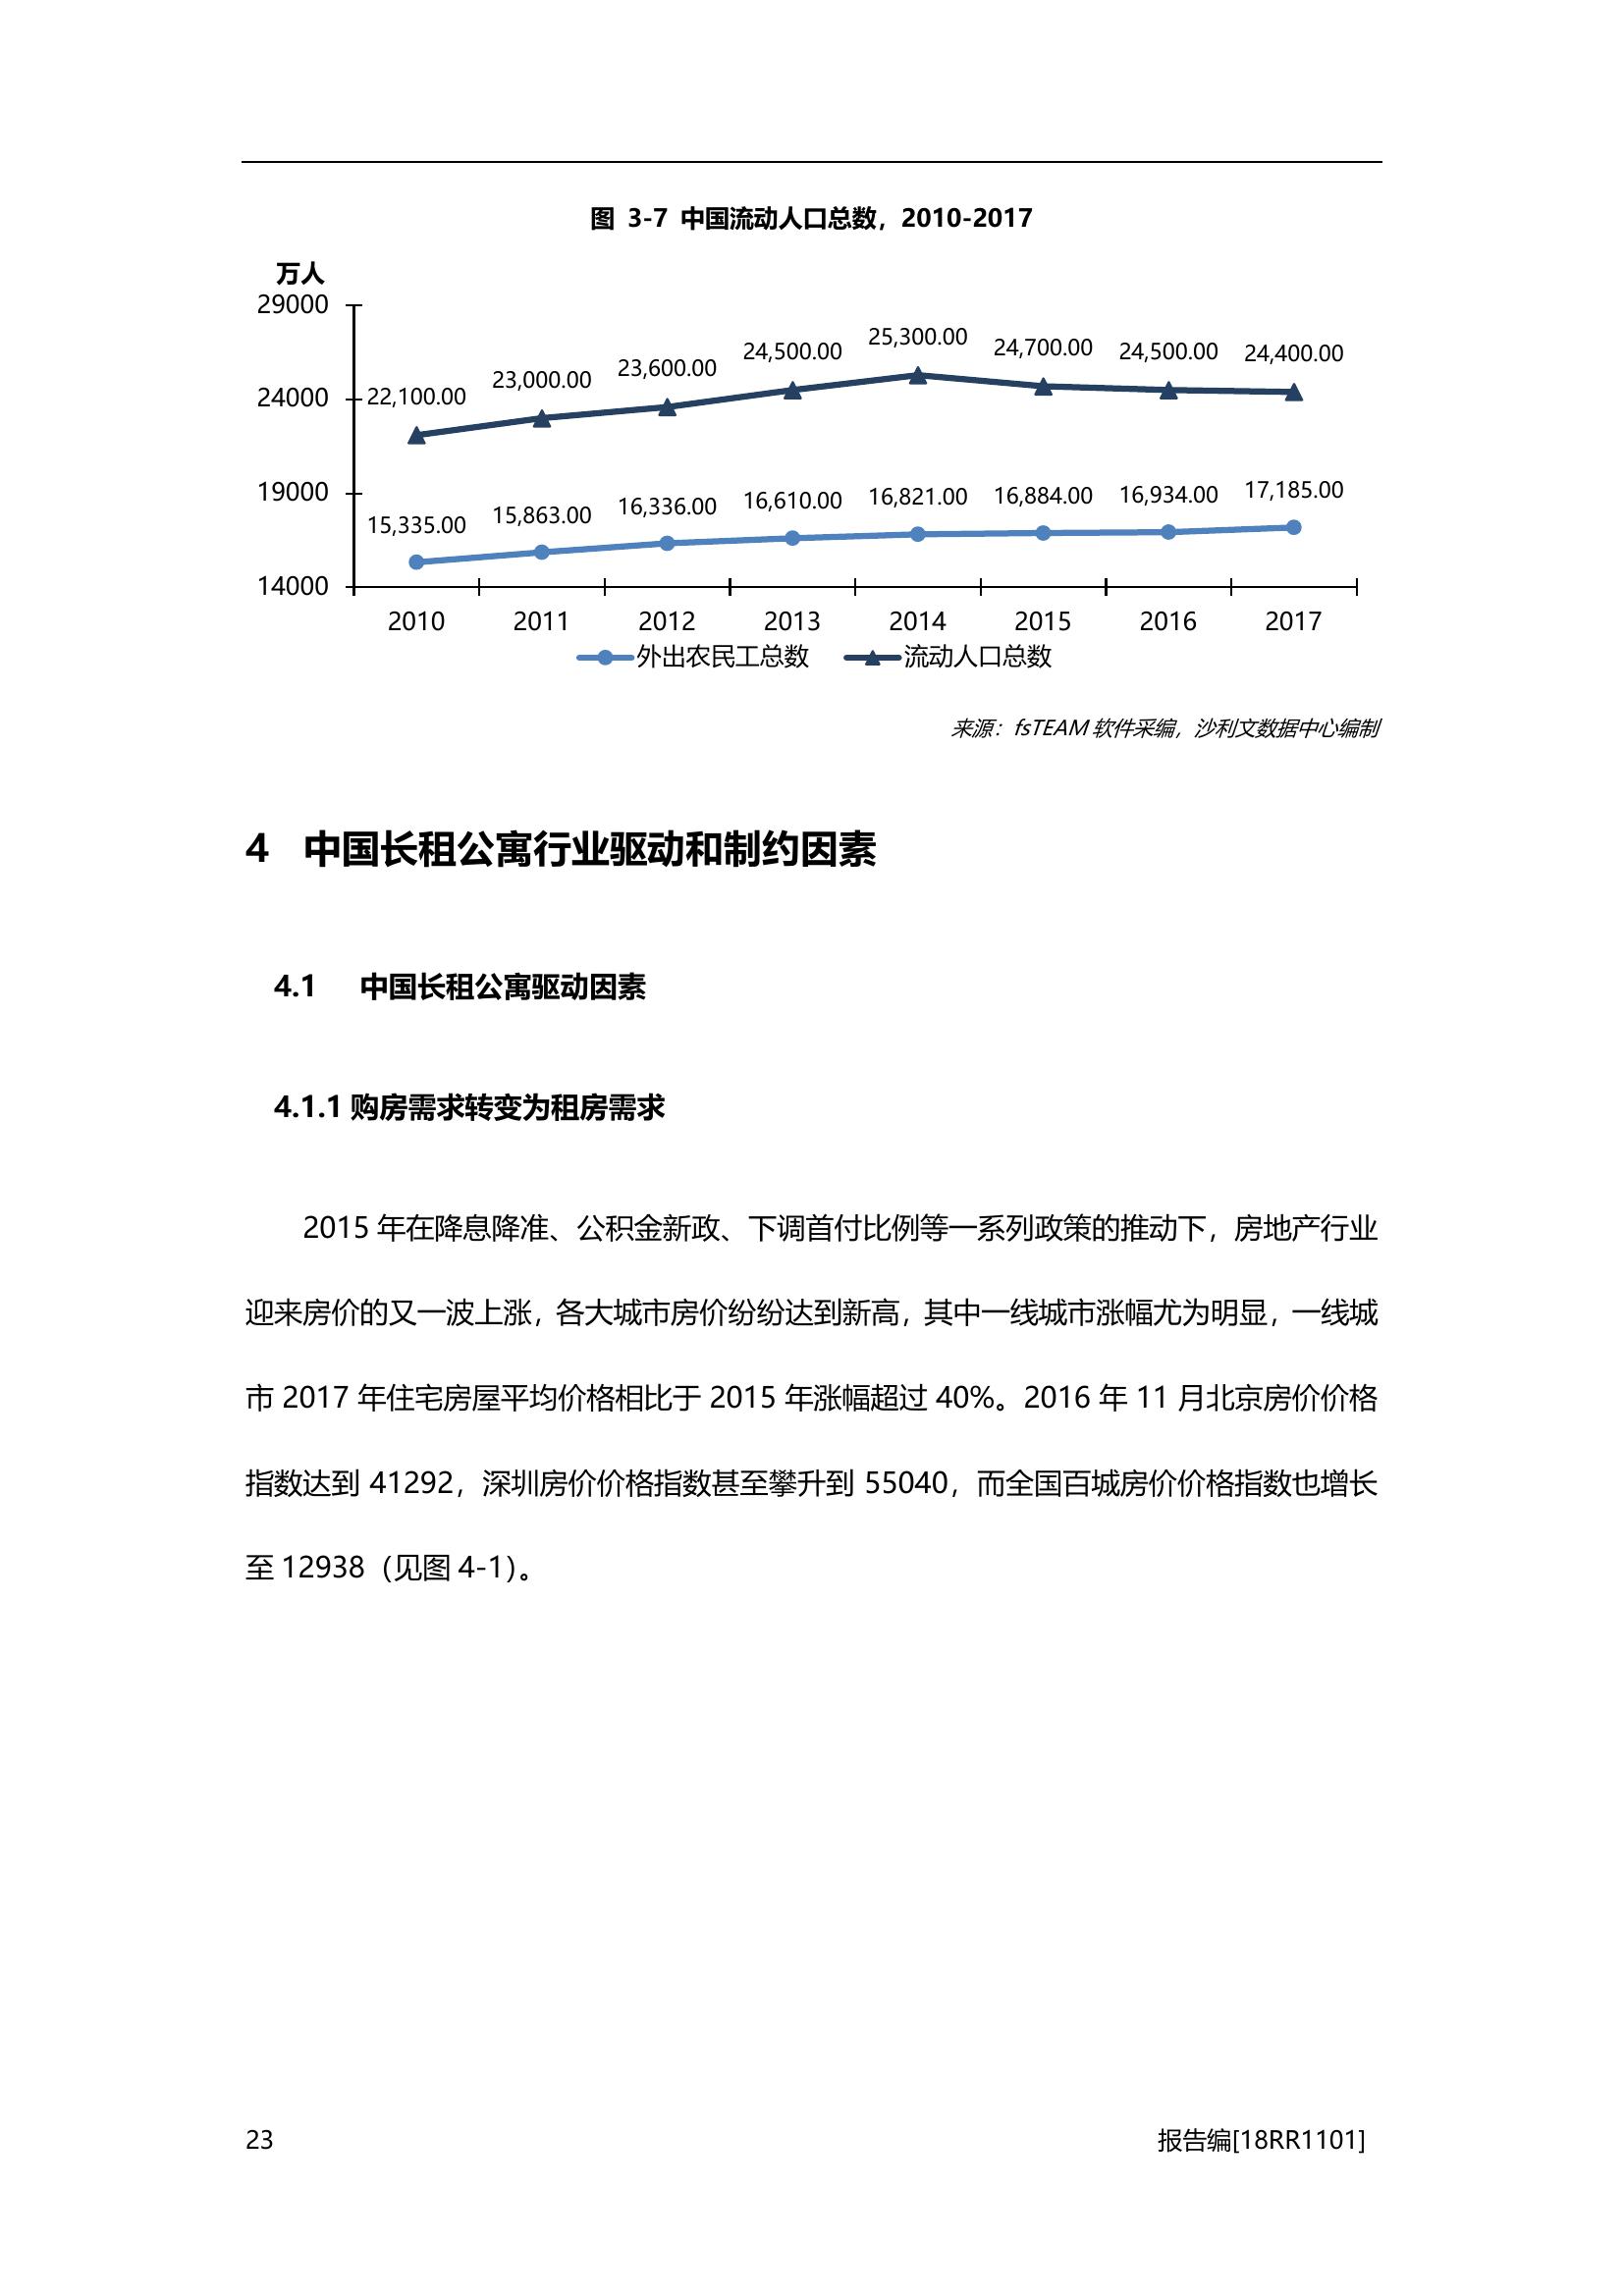 图 3-7 中国流动人口总数，2010-2017
万人
29000
24000
19000
14000
22,100.00 23,000.00 23,600.00 24,500.00 25,300.00 24,700.00 24,500.00 24,400.00
15,335.00 15,863.00 16,336.00 16,610.00 16,821.00 16,884.00 16,934.00 17,185.00
2010 2011 2012 2013 2014 2015 2016 2017
外出农民工总数 流动人口总数
来源：fsTEAM 软件采编，沙利文数据中心编制
4 中国长租公寓行业驱动和制约因素
4.1 中国长租公寓驱动因素
4.1.1 购房需求转变为租房需求
2015 年在降息降准、公积金新政、下调首付比例等一系列政策的推动下，房地产行业
迎来房价的又一波上涨，各大城市房价纷纷达到新高，其中一线城市涨幅尤为明显，一线城
市 2017 年住宅房屋平均价格相比于 2015 年涨幅超过 40%。2016 年 11 月北京房价价格
指数达到 41292，深圳房价价格指数甚至攀升到 55040，而全国百城房价价格指数也增长
至 12938（见图 4-1）。
23 报告编[18RR1101]